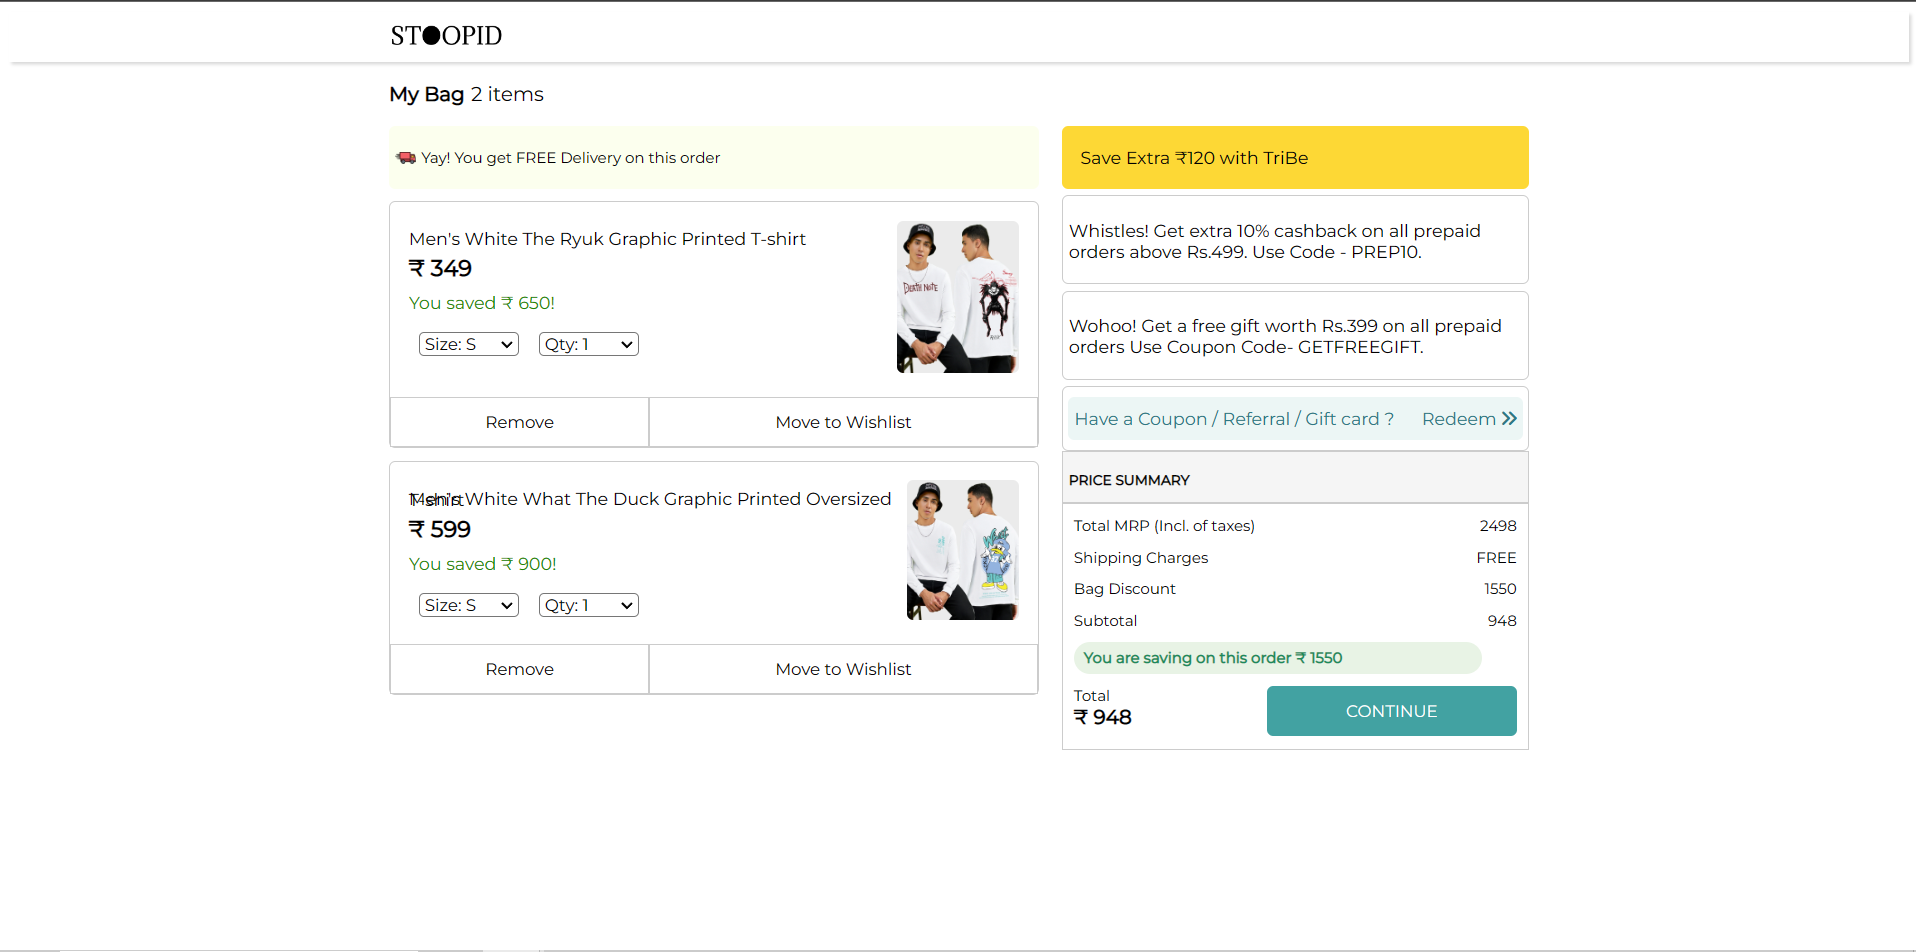 STOOPID
My Bag 2 items
Yay! You get FREE Delivery on this order
Men's White The Ryuk Graphic Printed T-shirt
₹ 349
You saved ₹ 650!
Size: S Qty: 1
DEATH NOTE
Remove Move to Wishlist
Men's White What The Duck Graphic Printed Oversized
T-shirt
₹ 599
You saved ₹ 900!
Size: S Qty: 1
What
Remove Move to Wishlist
Save Extra ₹120 with TriBe
Whistles! Get extra 10% cashback on all prepaid
orders above Rs.499. Use Code - PREP10.
Wohoo! Get a free gift worth Rs.399 on all prepaid
orders Use Coupon Code- GETFREEGIFT.
Have a Coupon / Referral / Gift card ? Redeem
PRICE SUMMARY
Total MRP (Incl. of taxes) 2498
Shipping Charges FREE
Bag Discount 1550
Subtotal 948
You are saving on this order ₹ 1550
Total
₹ 948
CONTINUE